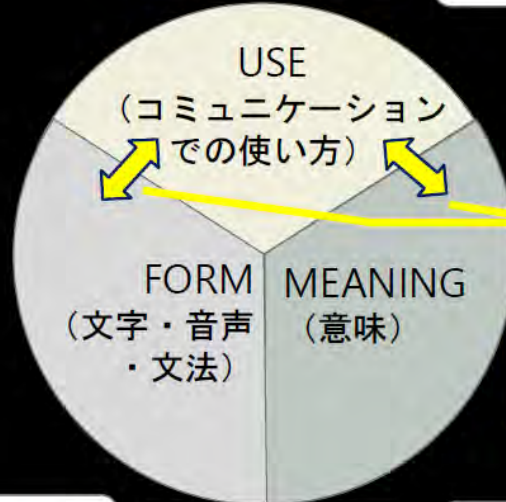 USE
（コミュニケーション
での使い方）
FORM
（文字・音声
・文法）
MEANING
（意味）